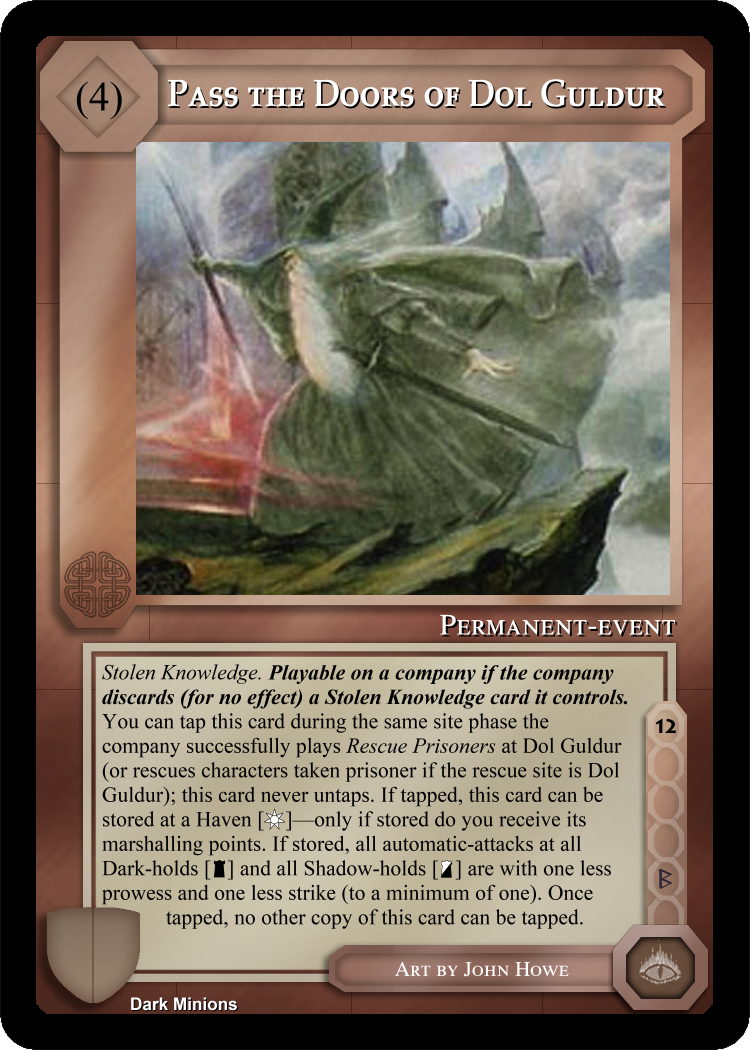 (4)
Pass the Doors of Dol Guldur
Permanent-event
Stolen Knowledge. Playable on a company if the company
discards (for no effect) a Stolen Knowledge card it controls.
You can tap this card during the same site phase the
company successfully plays Rescue Prisoners at Dol Guldur
(or rescues characters taken prisoner if the rescue site is Dol
Guldur); this card never untaps. If tapped, this card can be
stored at a Haven [☼]—only if stored do you receive its
marshalling points. If stored, all automatic-attacks at all
Dark-holds [] and all Shadow-holds [] are with one less
prowess and one less strike (to a minimum of one). Once
tapped, no other copy of this card can be tapped.
12
ᛒ
Art by John Howe
Dark Minions